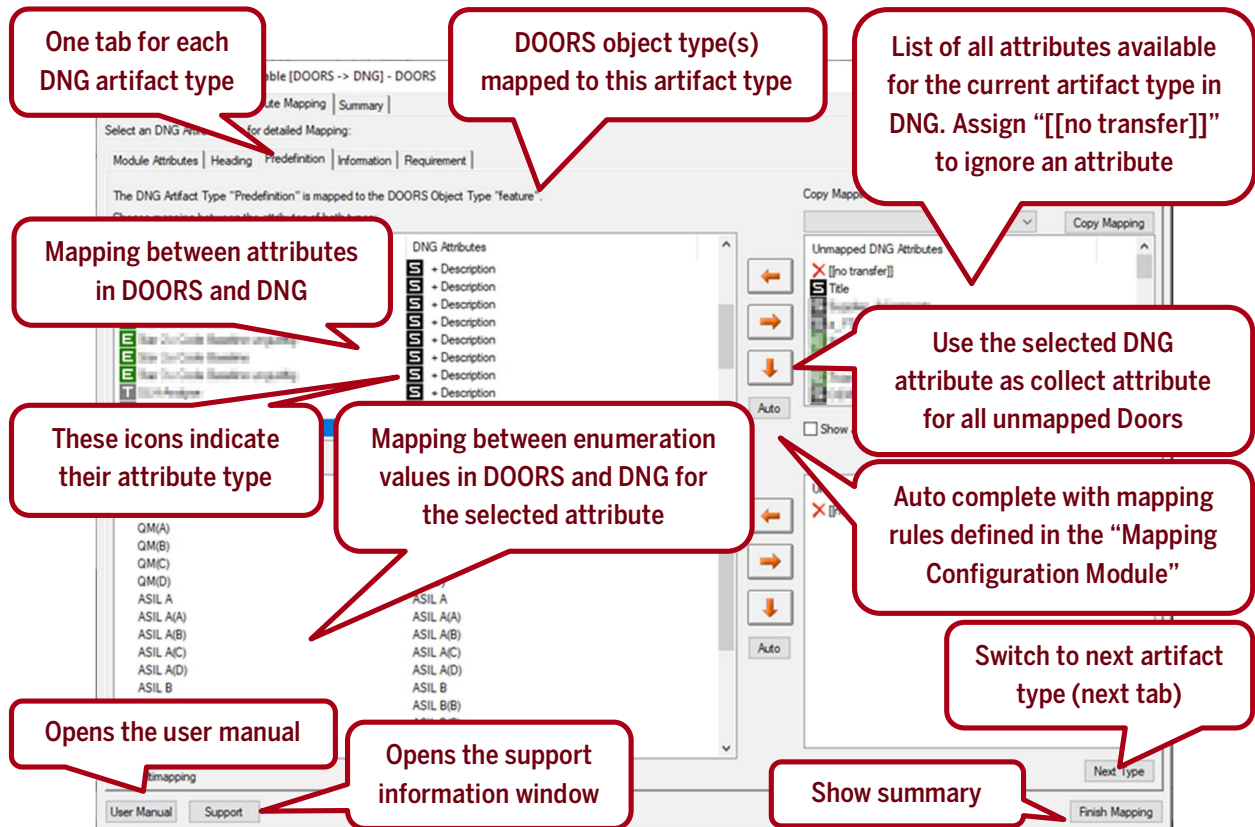 One tab for each
DNG artifact type
DOORS object type(s)
mapped to this artifact type
List of all attributes available
for the current artifact type in
DNG. Assign “[[no transfer]]”
to ignore an attribute
[DOORS -> DNG] - DOORS
Mapping Summary
Select an DNG for detailed Mapping:
Module Attributes Heading Predefinition Information Requirement
The DNG Artifact Type "Predefinition" is mapped to the DOORS Object Type "feature".
Copy Mapping
Mapping between attributes
in DOORS and DNG
DNG Attributes
S + Description
S + Description
S + Description
S + Description
S + Description
S + Description
S + Description
S + Description
E
E
E
T
Unmapped DNG Attributes
[[no transfer]]
S Title
Auto
Show
Use the selected DNG
attribute as collect attribute
for all unmapped Doors
These icons indicate
their attribute type
Mapping between enumeration
values in DOORS and DNG for
the selected attribute
Auto complete with mapping
rules defined in the “Mapping
Configuration Module”
QM(A)
QM(B)
QM(C)
QM(D)
ASIL A
ASIL A(A)
ASIL A(B)
ASIL A(C)
ASIL A(D)
ASIL B
ASIL A
ASIL A(A)
ASIL A(B)
ASIL A(C)
ASIL A(D)
ASIL B
ASIL B(B)
Auto
Switch to next artifact
type (next tab)
Opens the user manual
Opens the support
information window
Show summary
Next Type
User Manual Support
Finish Mapping